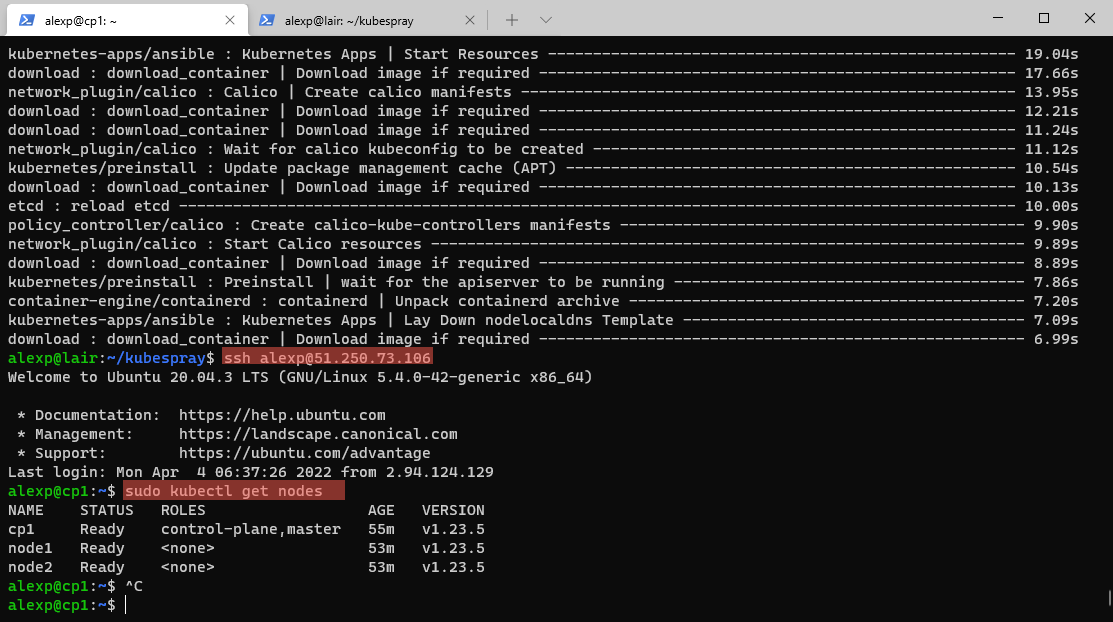 alexp@cp1: ~
alexp@lair: ~/kubespray
kubernetes-apps/ansible : Kubernetes Apps | Start Resources ---------------------------------------------------- 19.04s
download : download_container | Download image if required ----------------------------------------------------- 17.66s
network_plugin/calico : Calico | Create calico manifests ------------------------------------------------------- 13.95s
download : download_container | Download image if required ----------------------------------------------------- 12.21s
download : download_container | Download image if required ----------------------------------------------------- 11.24s
network_plugin/calico : Wait for calico kubeconfig to be created ----------------------------------------------- 11.12s
kubernetes/preinstall : Update package management cache (APT) -------------------------------------------------- 10.54s
download : download_container | Download image if required ----------------------------------------------------- 10.13s
etcd : reload etcd --------------------------------------------------------------------------------------------- 10.00s
policy_controller/calico : Create calico-kube-controllers manifests --------------------------------------------- 9.90s
network_plugin/calico : Start Calico resources ------------------------------------------------------------------ 9.89s
download : download_container | Download image if required ------------------------------------------------------ 8.89s
kubernetes/preinstall : Preinstall | wait for the apiserver to be running --------------------------------------- 7.86s
container-engine/containerd : containerd | Unpack containerd archive -------------------------------------------- 7.20s
kubernetes-apps/ansible : Kubernetes Apps | Lay Down nodelocaldns Template -------------------------------------- 7.09s
download : download_container | Download image if required ------------------------------------------------------ 6.99s
alexp@lair:~/kubespray$ ssh alexp@51.250.73.106
Welcome to Ubuntu 20.04.3 LTS (GNU/Linux 5.4.0-42-generic x86_64)
* Documentation:  https://help.ubuntu.com
* Management:     https://landscape.canonical.com
* Support:        https://ubuntu.com/advantage
Last login: Mon Apr  4 06:37:26 2022 from 2.94.124.129
alexp@cp1:~$ sudo kubectl get nodes
NAME    STATUS   ROLES                  AGE   VERSION
cp1     Ready    control-plane,master   55m   v1.23.5
node1   Ready    <none>                 53m   v1.23.5
node2   Ready    <none>                 53m   v1.23.5
alexp@cp1:~$ ^C
alexp@cp1:~$